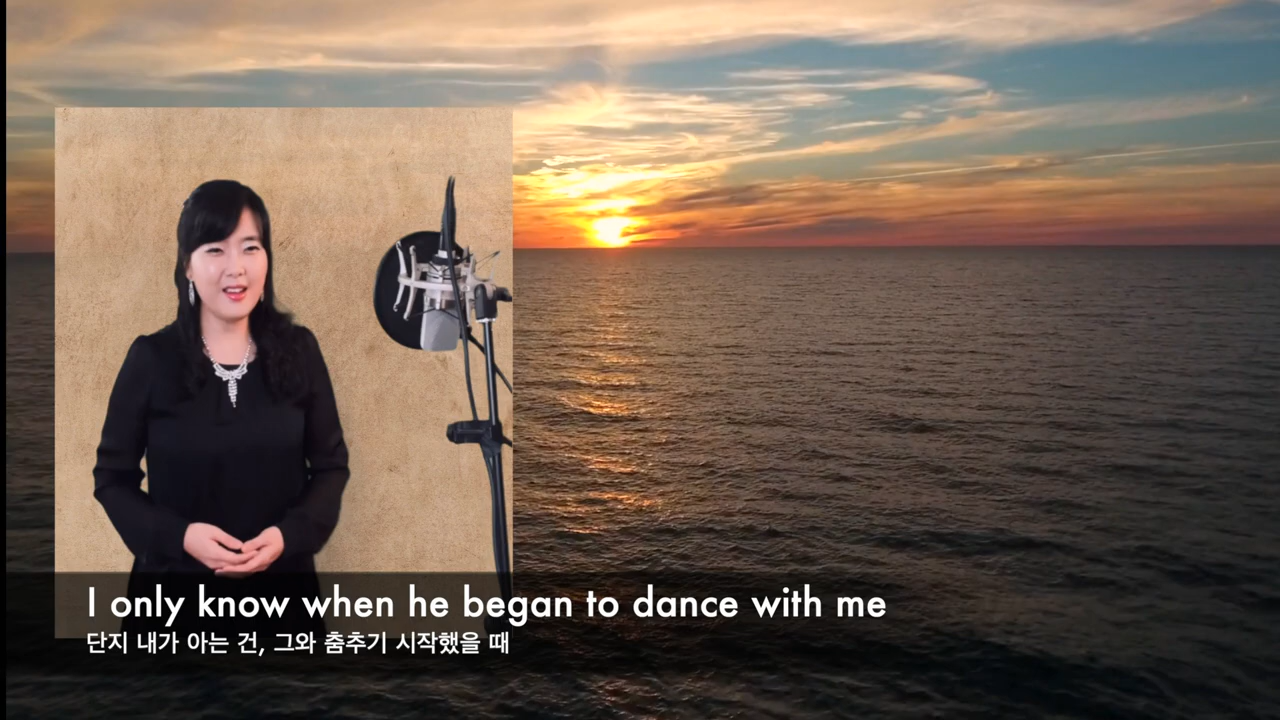 I only know when he began to dance with me
단지 내가 아는 건, 그와 춤추기 시작했을 때